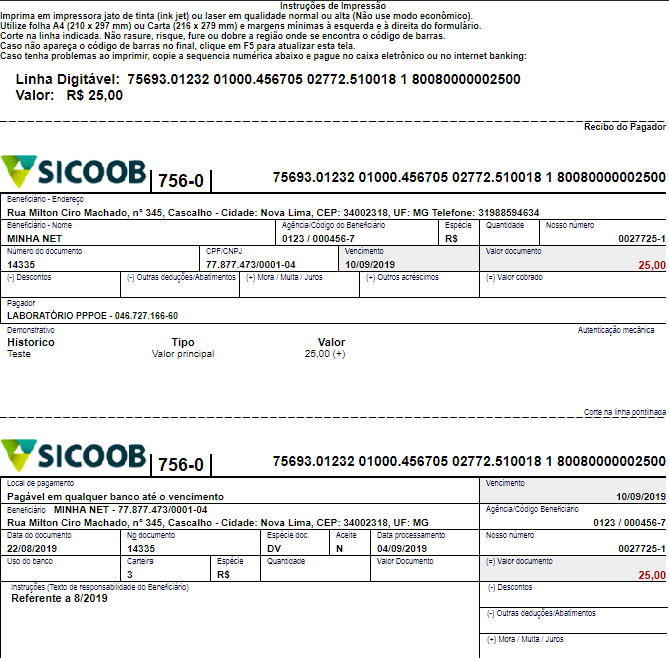 Instruções de Impressão
Imprima em impressora jato de tinta (ink jet) ou laser em qualidade normal ou alta (Não use modo econômico).
Utilize folha A4 (210 x 297 mm) ou Carta (216 x 279 mm) e margens mínimas à esquerda e à direita do formulário.
Corte na linha indicada. Não rasure, risque, fure ou dobre a região onde se encontra o código de barras.
Caso não apareça o código de barras no final, clique em F5 para atualizar esta tela.
Caso tenha problemas ao imprimir, copie a sequencia numérica abaixo e pague no caixa eletrônico ou no internet banking:
Linha Digitável: 75693.01232 01000.456705 02772.510018 1 80080000002500
Valor: R$ 25,00
Recibo do Pagador
SICOOB 756-0 75693.01232 01000.456705 02772.510018 1 80080000002500
Beneficiário - Endereço
Rua Milton Ciro Machado, n° 345, Cascalho - Cidade: Nova Lima, CEP: 34002318, UF: MG Telefone: 31988594634
Beneficiário - Nome Agência/Código do Beneficiário Espécie Quantidade Nosso número
MINHA NET 0123 / 000456-7 R$ 0027725-1
Número do documento CPF/CNPJ Vencimento Valor documento
14335 77.877.473/0001-04 10/09/2019 25,00
(-) Descontos (-) Outras deduções/Abatimentos (+) Mora / Multa / Juros (+) Outros acréscimos (=) Valor cobrado
Pagador
LABORATÓRIO PPPOE - 046.727.166-60
Demonstrativo Autenticação mecânica
Historico Tipo Valor
Teste Valor principal 25,00 (+)
Corte na linha pontilhada
SICOOB 756-0 75693.01232 01000.456705 02772.510018 1 80080000002500
Local de pagamento Vencimento
Pagável em qualquer banco até o vencimento 10/09/2019
Beneficiário MINHA NET - 77.877.473/0001-04 Agência/Código Beneficiário
Rua Milton Ciro Machado, n° 345, Cascalho - Cidade: Nova Lima, CEP: 34002318, UF: MG 0123 / 000456-7
Data do documento No documento Espécie doc. Aceite Data processamento Nosso número
22/08/2019 14335 DV N 04/09/2019 0027725-1
Uso do banco Carteira Espécie Quantidade Valor Documento (=) Valor documento
3 R$ 25,00
Instruções (Texto de responsabilidade do Beneficiário) (-) Descontos
Referente a 8/2019
(-) Outras deduções/Abatimentos
(+) Mora / Multa / Juros